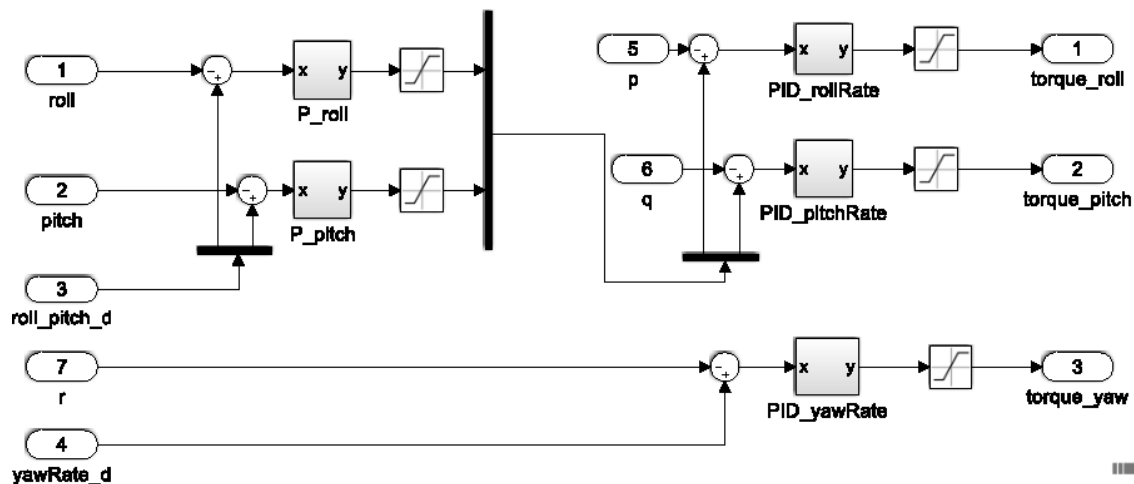 1
roll
x y
P_roll
5
p
x y
PID_rollRate
1
torque_roll
2
pitch
x y
P_pitch
6
q
x y
PID_pitchRate
2
torque_pitch
3
roll_pitch_d
7
r
x y
PID_yawRate
3
torque_yaw
4
yawRate_d